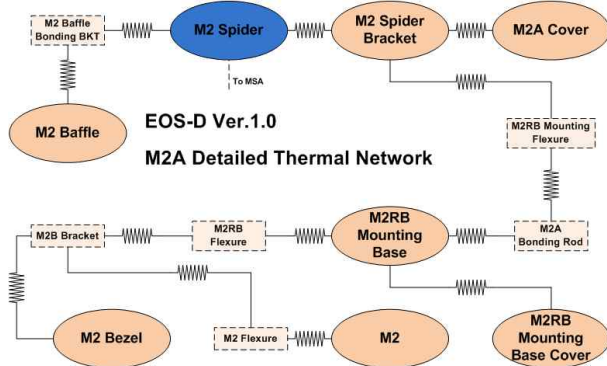 M2 Baffle
Bonding BKT
M2 Spider
M2 Spider
Bracket
M2A Cover
To MSA
M2 Baffle
EOS-D Ver.1.0
M2A Detailed Thermal Network
M2RB Mounting
Flexure
M2B Bracket
M2RB
Flexure
M2RB
Mounting
Base
M2A
Bonding Rod
M2 Bezel
M2 Flexure
M2
M2RB
Mounting
Base Cover